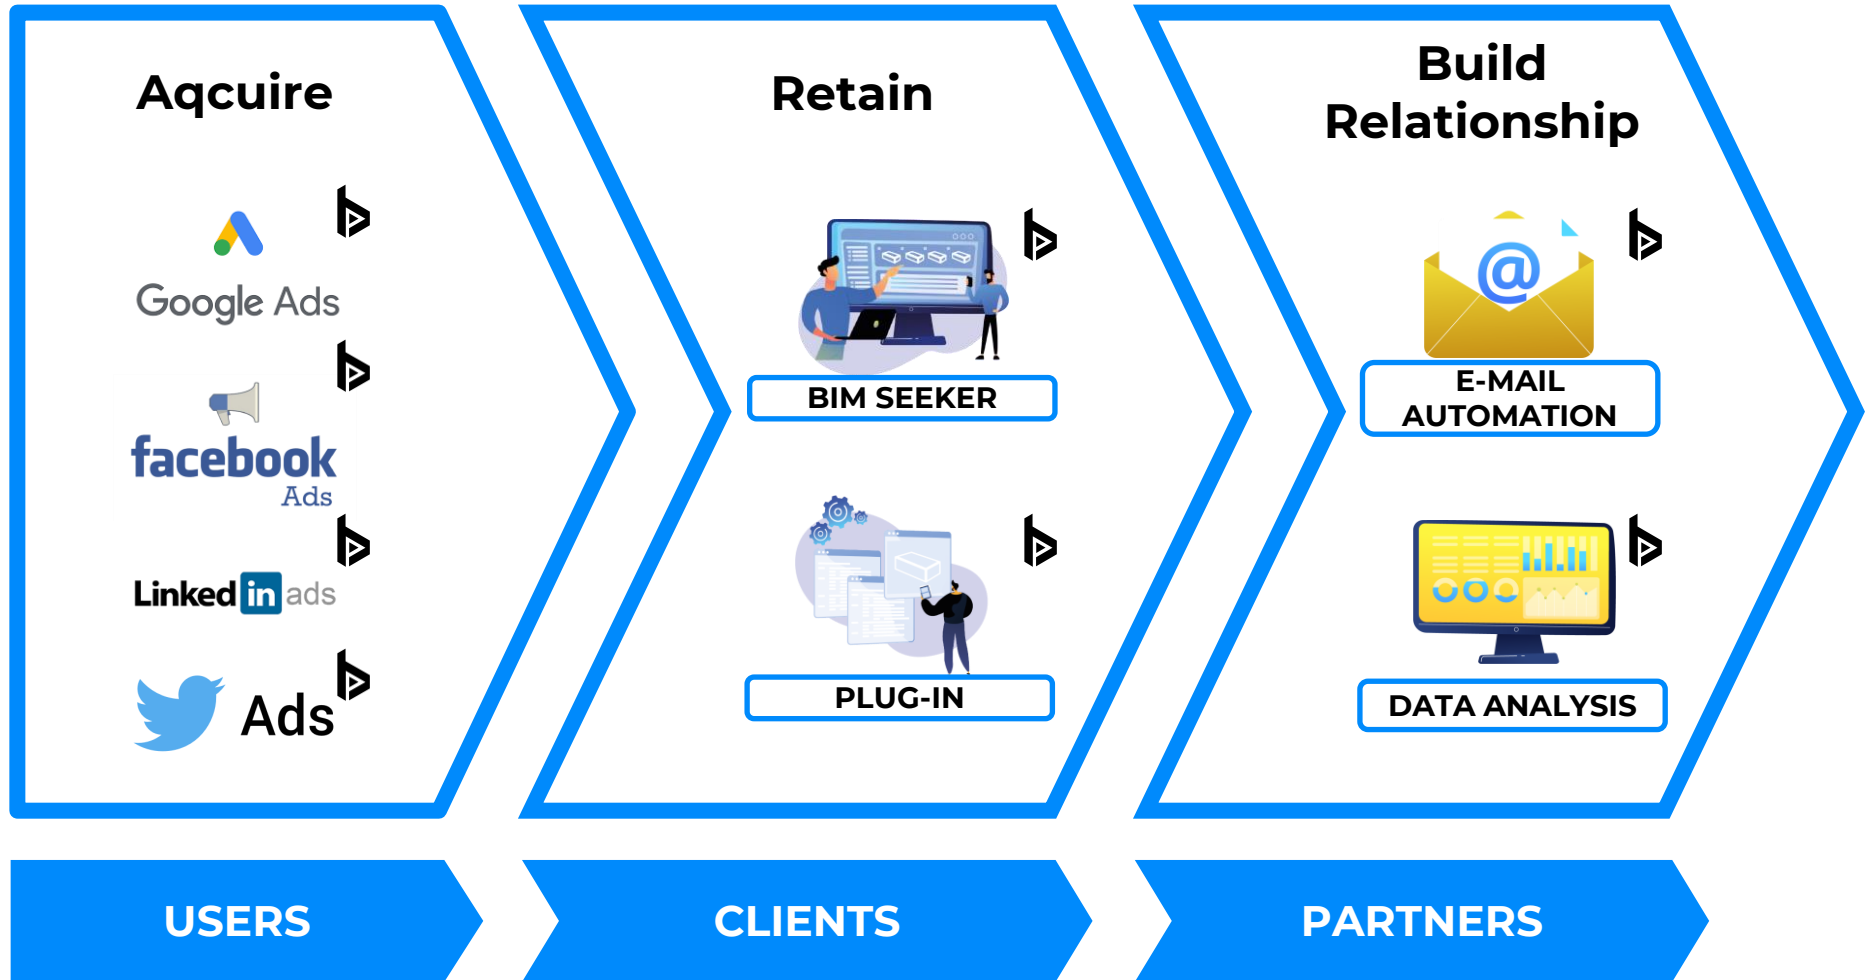 Aqcuire
Google Ads
facebook
Ads
Linked in ads
Ads
Retain
BIM SEEKER
PLUG-IN
Build
Relationship
@
E-MAIL
AUTOMATION
DATA ANALYSIS
USERS
CLIENTS
PARTNERS